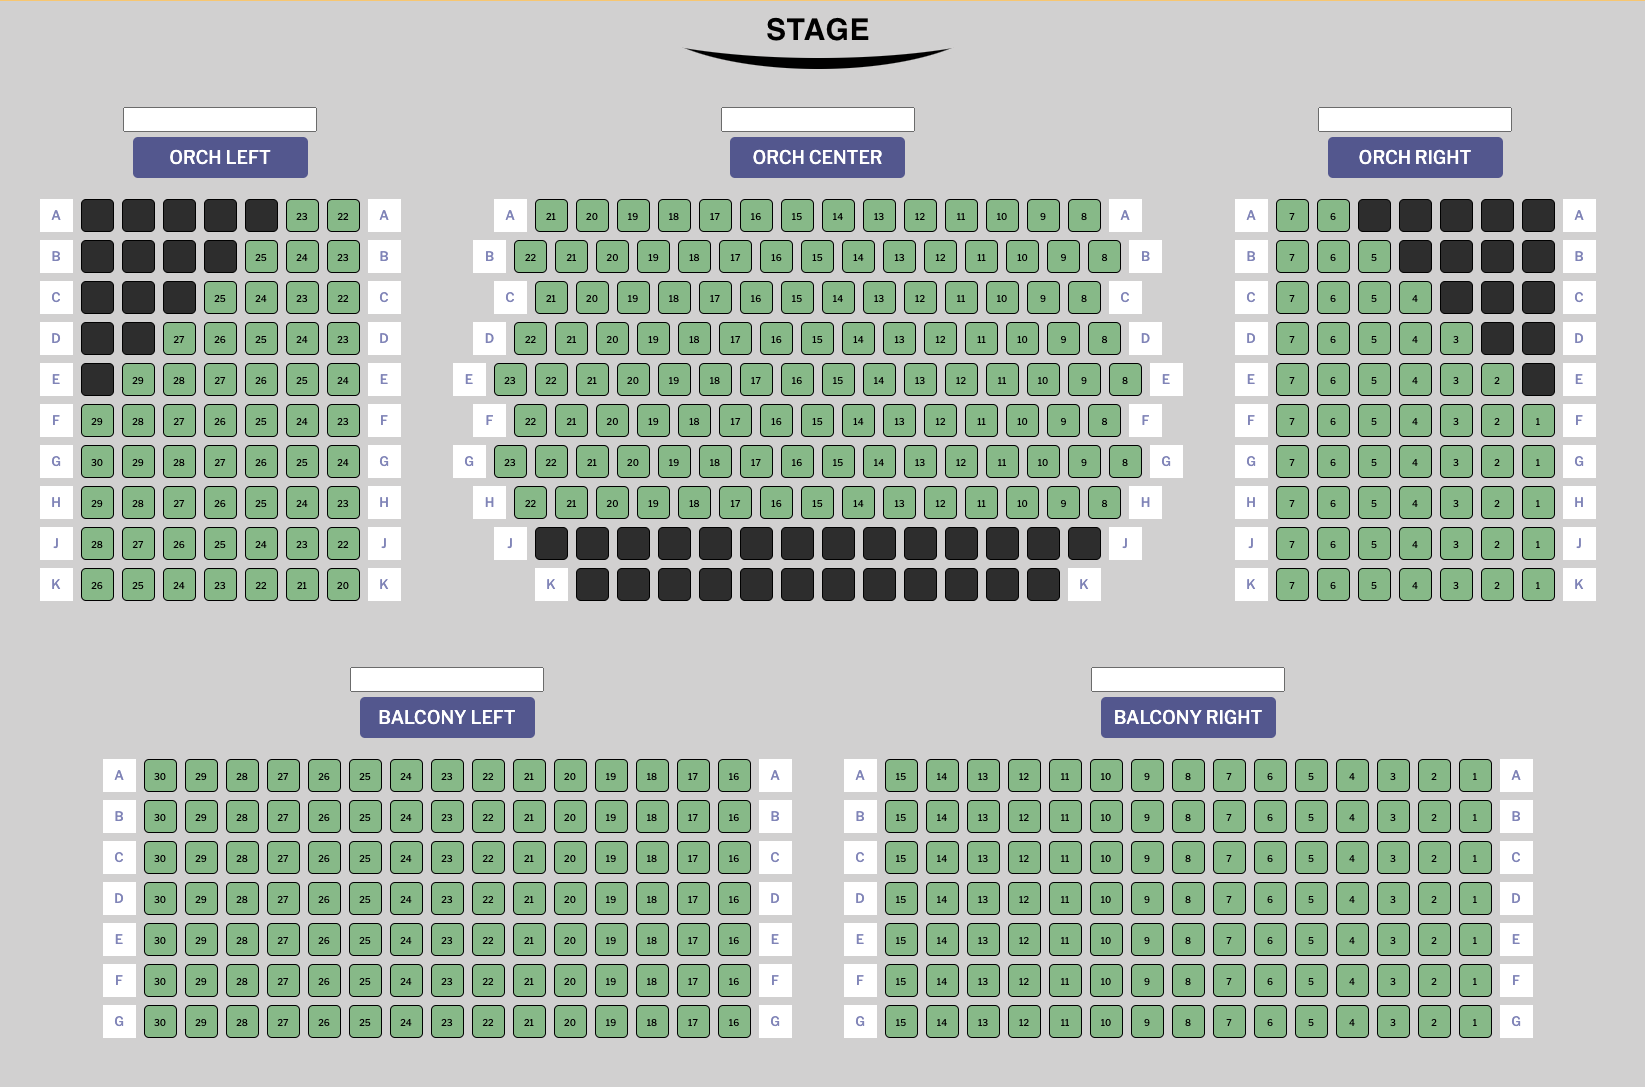 STAGE
ORCH LEFT
A 23 22 A
B 25 24 23 B
C 25 24 23 22 C
D 27 26 25 24 23 D
E 29 28 27 26 25 24 E
F 29 28 27 26 25 24 23 F
G 30 29 28 27 26 25 24 G
H 29 28 27 26 25 24 23 H
J 28 27 26 25 24 23 22 J
K 26 25 24 23 22 21 20 K
ORCH CENTER
A 21 20 19 18 17 16 15 14 13 12 11 10 9 8 A
B 22 21 20 19 18 17 16 15 14 13 12 11 10 9 8 B
C 21 20 19 18 17 16 15 14 13 12 11 10 9 8 C
D 22 21 20 19 18 17 16 15 14 13 12 11 10 9 8 D
E 23 22 21 20 19 18 17 16 15 14 13 12 11 10 9 8 E
F 22 21 20 19 18 17 16 15 14 13 12 11 10 9 8 F
G 23 22 21 20 19 18 17 16 15 14 13 12 11 10 9 8 G
H 22 21 20 19 18 17 16 15 14 13 12 11 10 9 8 H
J J
K K
ORCH RIGHT
A 7 6 A
B 7 6 5 B
C 7 6 5 4 C
D 7 6 5 4 3 D
E 7 6 5 4 3 2 E
F 7 6 5 4 3 2 1 F
G 7 6 5 4 3 2 1 G
H 7 6 5 4 3 2 1 H
J 7 6 5 4 3 2 1 J
K 7 6 5 4 3 2 1 K
BALCONY LEFT
A 30 29 28 27 26 25 24 23 22 21 20 19 18 17 16 A
B 30 29 28 27 26 25 24 23 22 21 20 19 18 17 16 B
C 30 29 28 27 26 25 24 23 22 21 20 19 18 17 16 C
D 30 29 28 27 26 25 24 23 22 21 20 19 18 17 16 D
E 30 29 28 27 26 25 24 23 22 21 20 19 18 17 16 E
F 30 29 28 27 26 25 24 23 22 21 20 19 18 17 16 F
G 30 29 28 27 26 25 24 23 22 21 20 19 18 17 16 G
BALCONY RIGHT
A 15 14 13 12 11 10 9 8 7 6 5 4 3 2 1 A
B 15 14 13 12 11 10 9 8 7 6 5 4 3 2 1 B
C 15 14 13 12 11 10 9 8 7 6 5 4 3 2 1 C
D 15 14 13 12 11 10 9 8 7 6 5 4 3 2 1 D
E 15 14 13 12 11 10 9 8 7 6 5 4 3 2 1 E
F 15 14 13 12 11 10 9 8 7 6 5 4 3 2 1 F
G 15 14 13 12 11 10 9 8 7 6 5 4 3 2 1 G